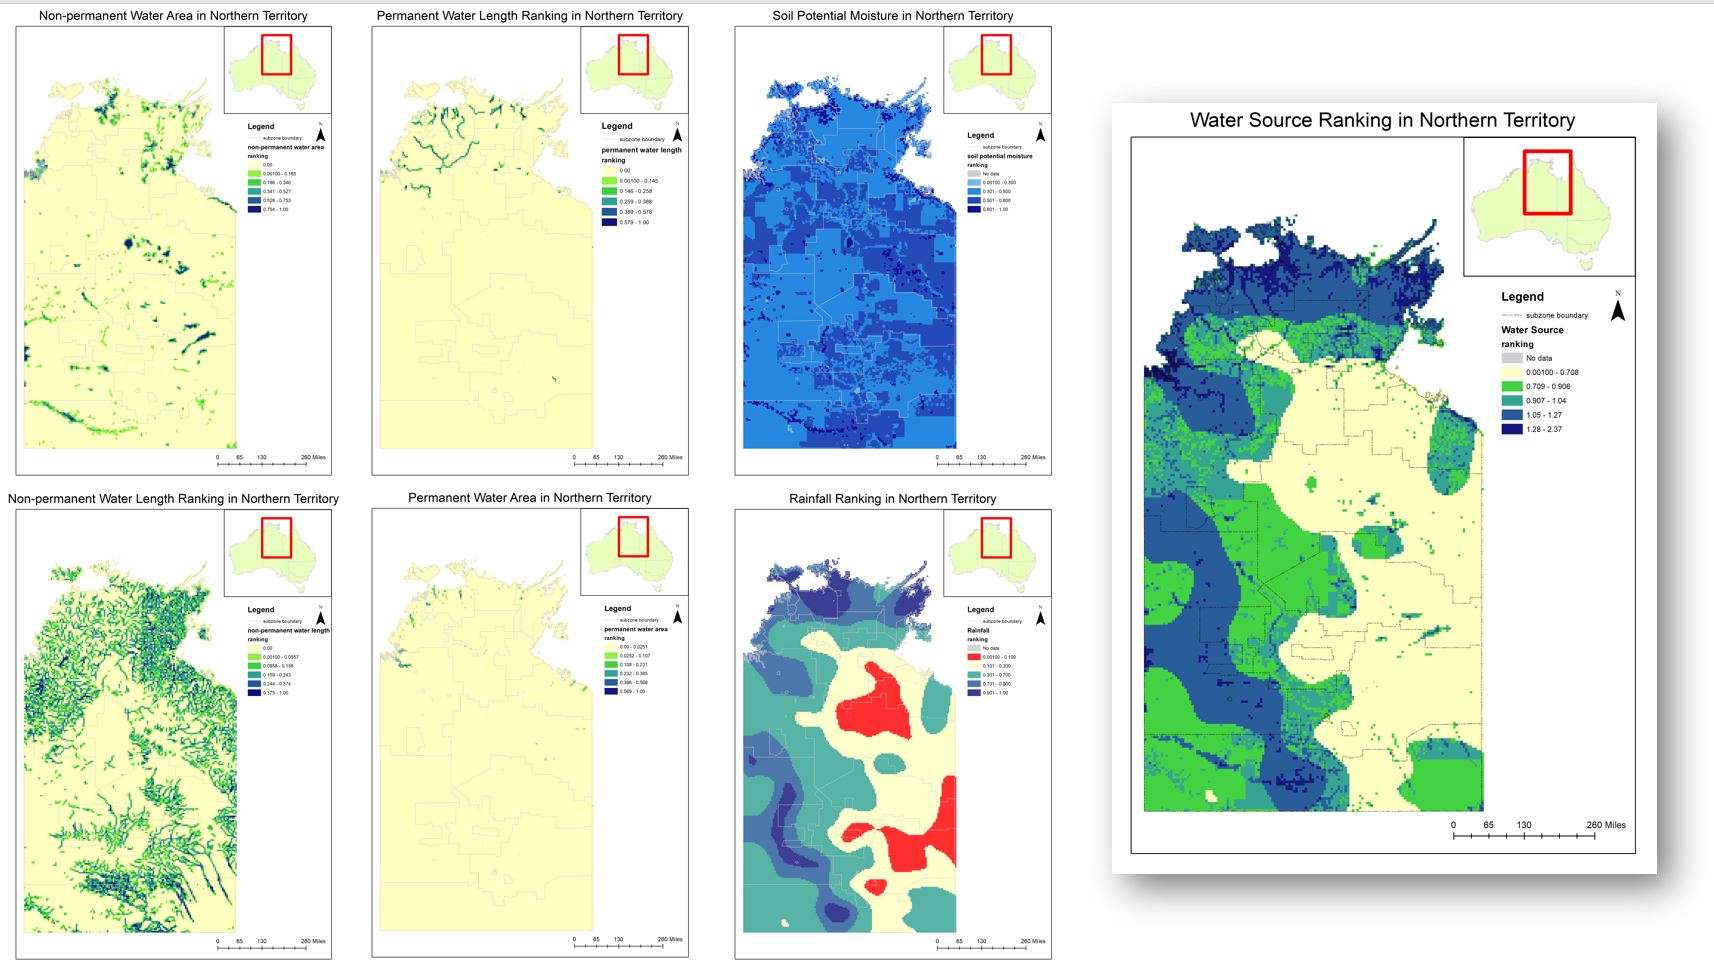 Non-permanent Water Area in Northern Territory
N
Legend
subzone boundary
non-permanent water area
ranking
0.00
0.00100 - 0.185
0.186 - 0.340
0.341 - 0.527
0.528 - 0.753
0.754 - 1.00
0 65 130 260 Miles
Permanent Water Length Ranking in Northern Territory
N
Legend
subzone boundary
permanent water length
ranking
0.00
0.00100 - 0.145
0.146 - 0.258
0.259 - 0.388
0.389 - 0.578
0.579 - 1.00
0 65 130 260 Miles
Soil Potential Moisture in Northern Territory
N
Legend
subzone boundary
soil potential moisture
ranking
No data
0.00100 - 0.300
0.301 - 0.500
0.501 - 0.800
0.801 - 1.00
0 65 130 260 Miles
Non-permanent Water Length Ranking in Northern Territory
N
Legend
subzone boundary
non-permanent water length
ranking
0.00
0.00100 - 0.0957
0.0958 - 0.158
0.159 - 0.243
0.244 - 0.374
0.375 - 1.00
0 65 130 260 Miles
Permanent Water Area in Northern Territory
N
Legend
subzone boundary
permanent water area
ranking
0.00 - 0.0251
0.0252 - 0.107
0.108 - 0.231
0.232 - 0.385
0.386 - 0.568
0.569 - 1.00
0 65 130 260 Miles
Rainfall Ranking in Northern Territory
N
Legend
subzone boundary
Rainfall
ranking
No data
0.00100 - 0.100
0.101 - 0.300
0.301 - 0.700
0.701 - 0.900
0.901 - 1.00
0 65 130 260 Miles
Water Source Ranking in Northern Territory
N
Legend
subzone boundary
Water Source
ranking
No data
0.00100 - 0.708
0.709 - 0.906
0.907 - 1.04
1.05 - 1.27
1.28 - 2.37
0 65 130 260 Miles